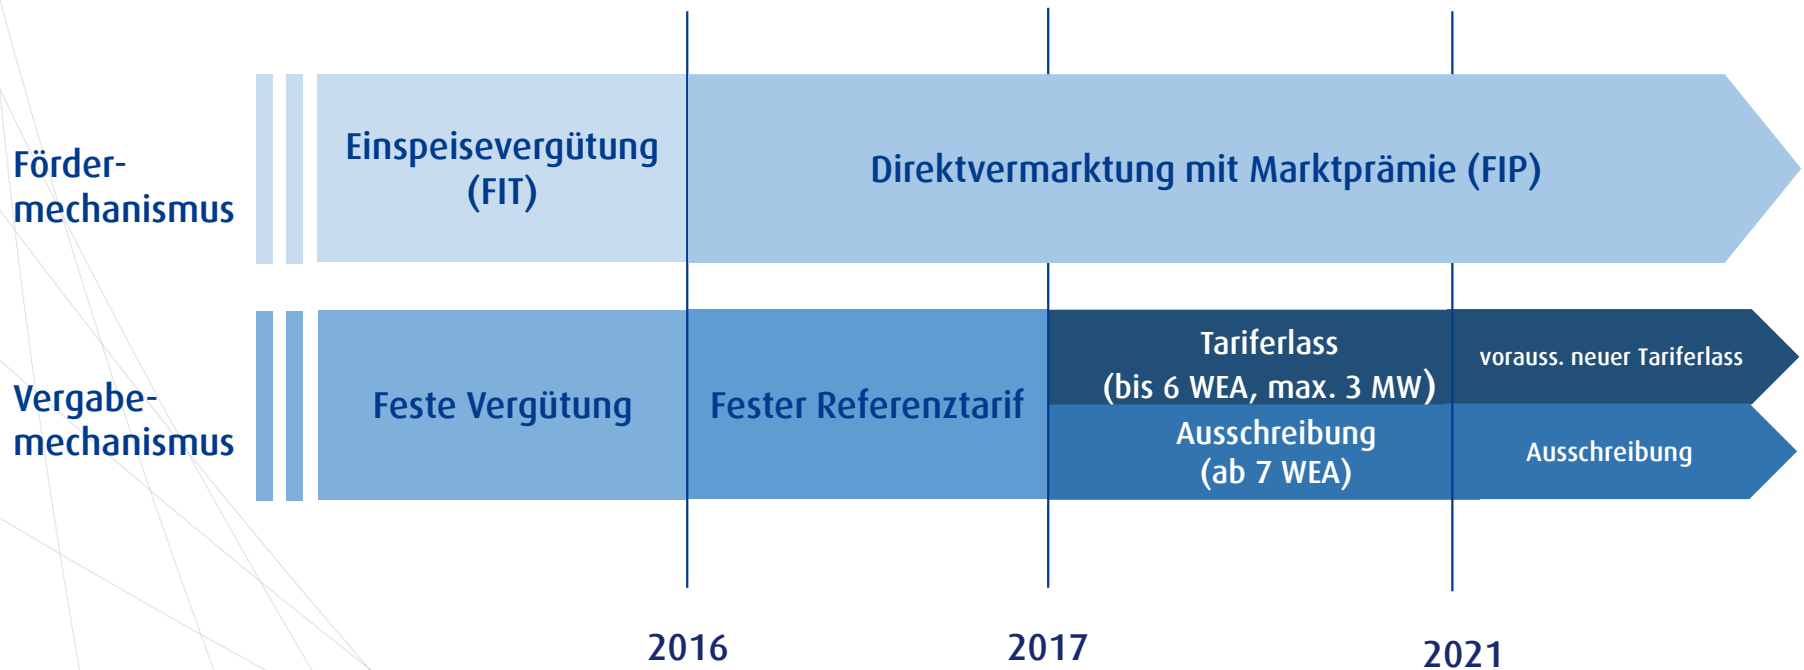 Förder-
mechanismus
Einspeisevergütung
(FIT)
Direktvermarktung mit Marktprämie (FIP)
Vergabe-
mechanismus
Feste Vergütung
Fester Referenztarif
Tariferlass
(bis 6 WEA, max. 3 MW)
Ausschreibung
(ab 7 WEA)
vorauss. neuer Tariferlass
Ausschreibung
2016
2017
2021